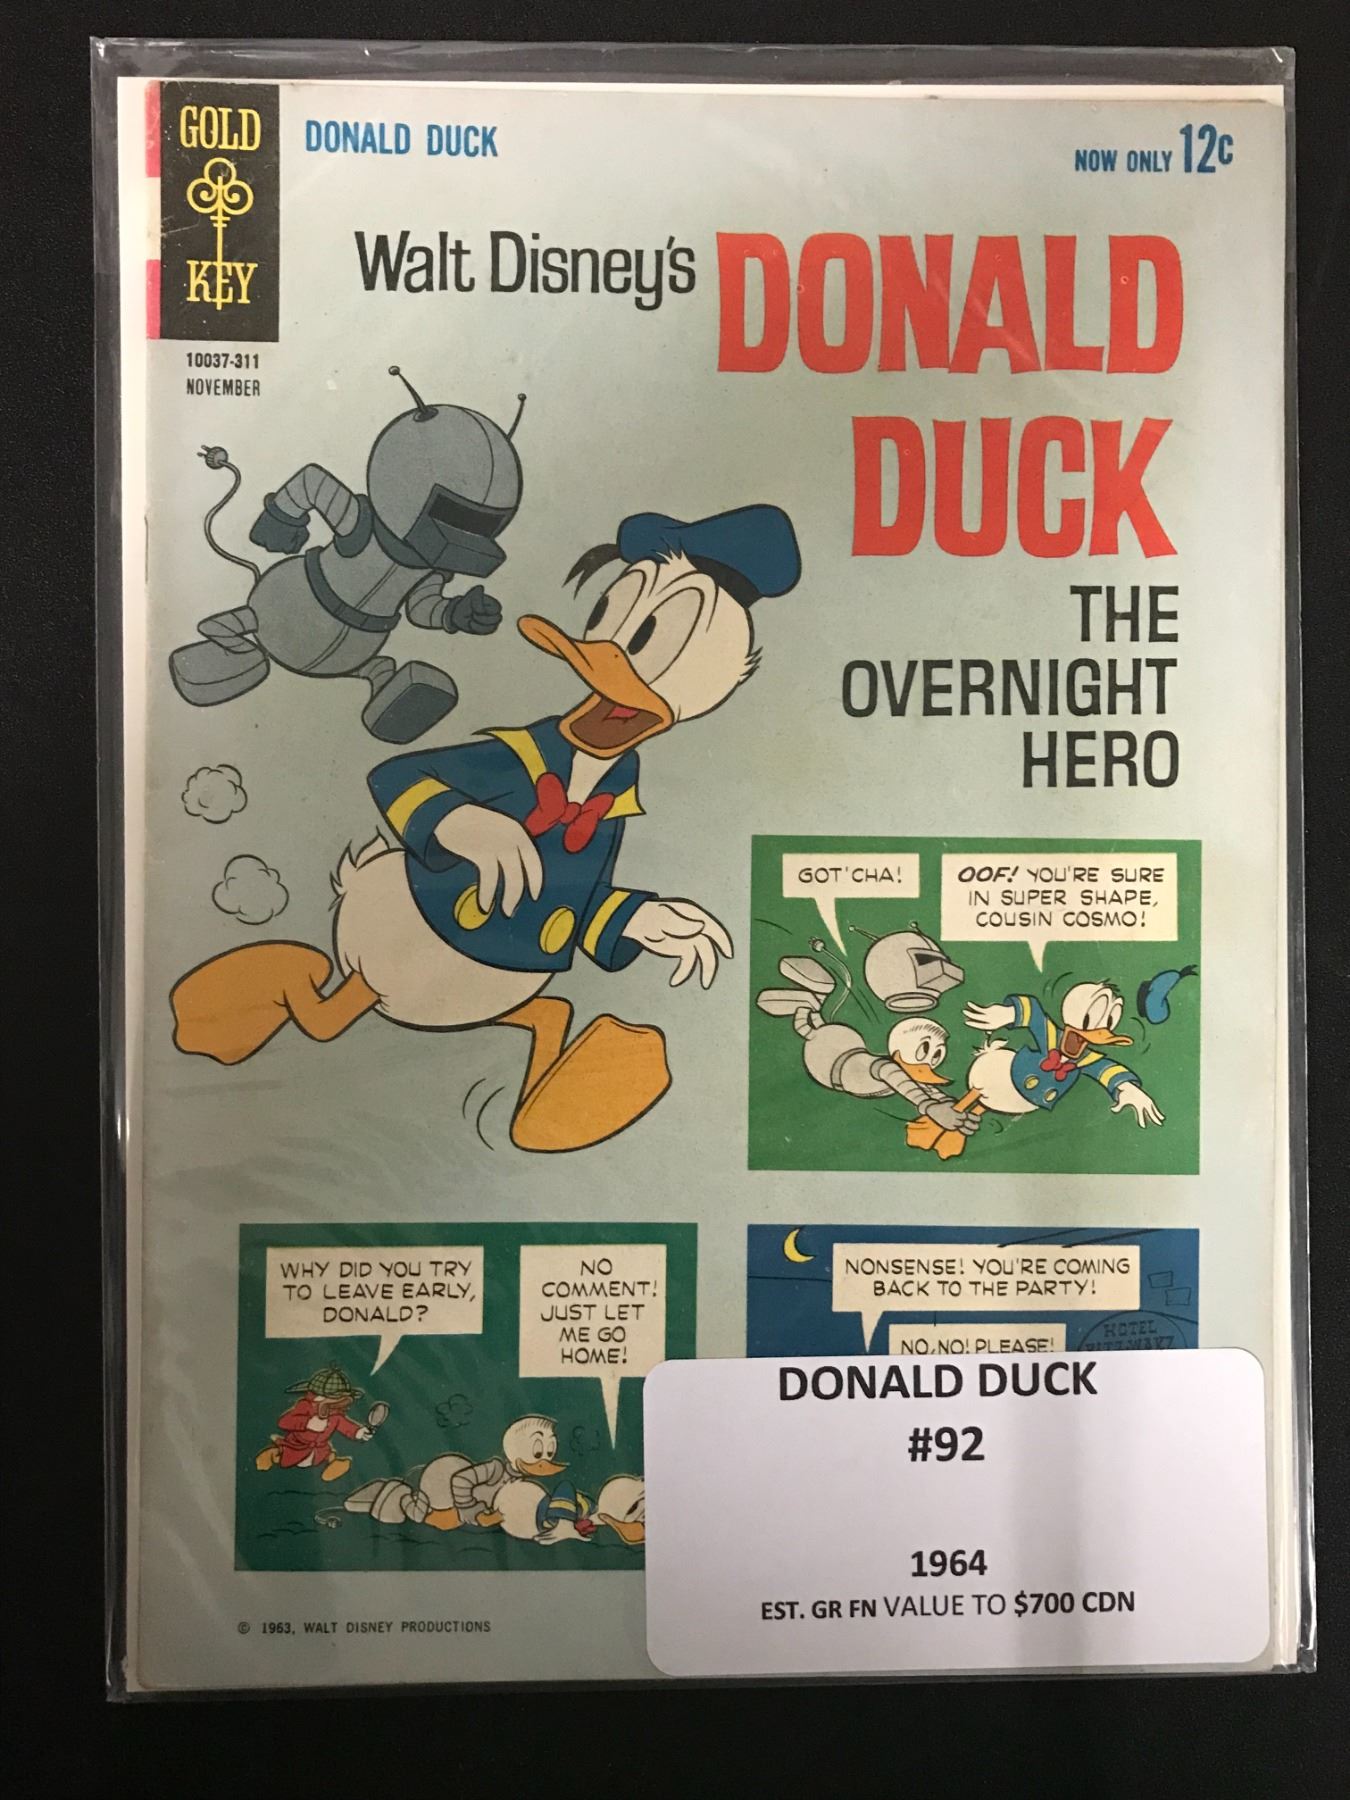 GOLD
KEY
DONALD DUCK
NOW ONLY 12¢
10037-311
NOVEMBER
Walt Disney's DONALD
DUCK
THE
OVERNIGHT
HERO
GOT'CHA!
OOF! YOU'RE SURE
IN SUPER SHAPE,
COUSIN COSMO!
WHY DID YOU TRY
TO LEAVE EARLY,
DONALD?
NO
COMMENT!
JUST LET
ME GO
HOME!
NONSENSE! YOU'RE COMING
BACK TO THE PARTY!
NO, NO! PLEASE!
HOTEL
DONALD DUCK
#92
1964
EST. GR FN VALUE TO $700 CDN
© 1963, WALT DISNEY PRODUCTIONS